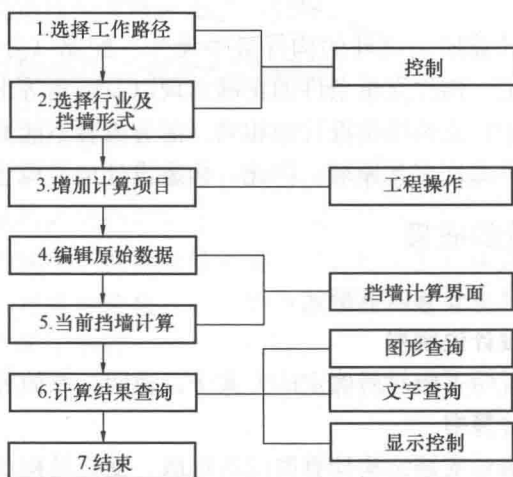 1.选择工作路径
控制
2.选择行业及
挡墙形式
3.增加计算项目
工程操作
4.编辑原始数据
挡墙计算界面
5.当前挡墙计算
图形查询
6.计算结果查询
文字查询
显示控制
7.结束